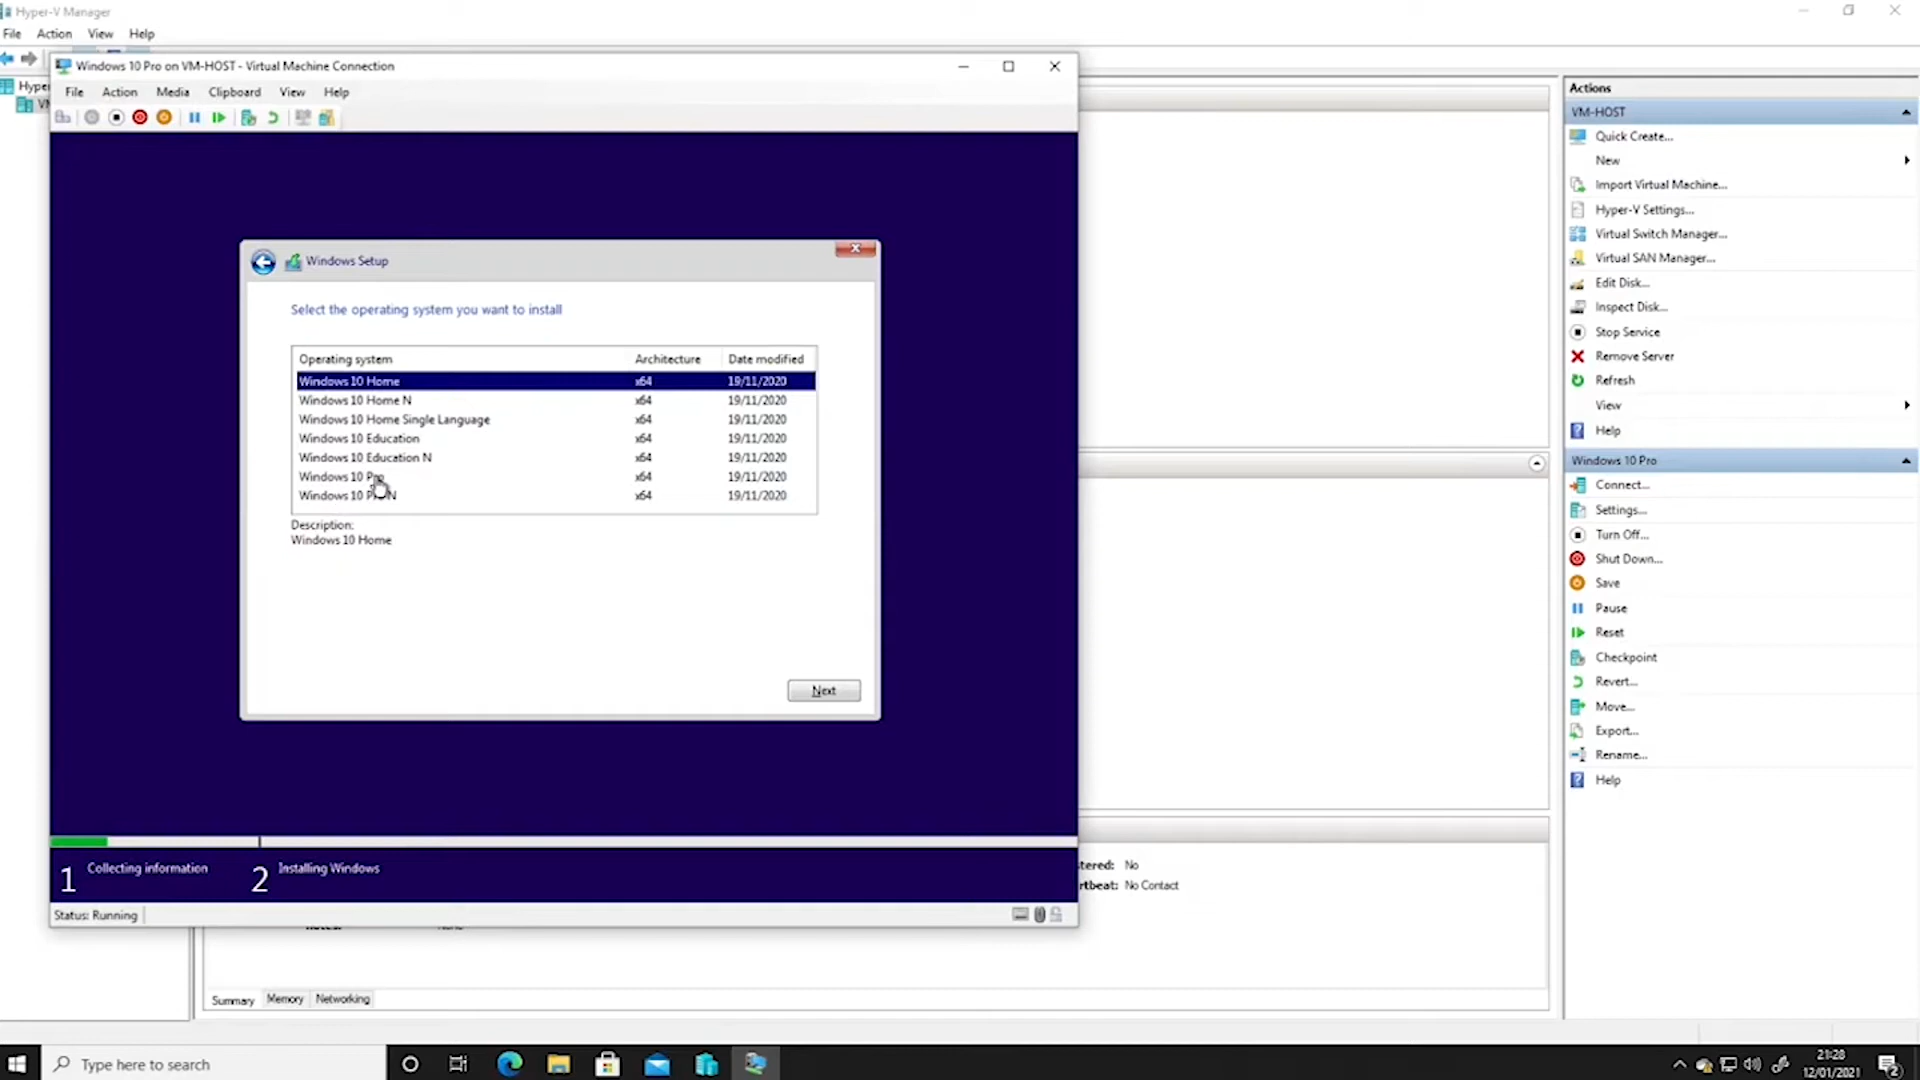 Hyper-V Manager
File Action View Help
Hyper
VM
Windows 10 Pro on VM-HOST - Virtual Machine Connection
File Action Media Clipboard View Help
Windows Setup
Select the operating system you want to install
Operating system Architecture Date modified
Windows 10 Home x64 19/11/2020
Windows 10 Home N x64 19/11/2020
Windows 10 Home Single Language x64 19/11/2020
Windows 10 Education x64 19/11/2020
Windows 10 Education N x64 19/11/2020
Windows 10 Pro x64 19/11/2020
Windows 10 Pro N x64 19/11/2020
Description:
Windows 10 Home
Next
1 Collecting information 2 Installing Windows
Status: Running
stered: No
rtbeat: No Contact
Summary Memory Networking
Actions
VM-HOST
Quick Create...
New
Import Virtual Machine...
Hyper-V Settings...
Virtual Switch Manager...
Virtual SAN Manager...
Edit Disk...
Inspect Disk...
Stop Service
Remove Server
Refresh
View
Help
Windows 10 Pro
Connect...
Settings...
Turn Off...
Shut Down...
Save
Pause
Reset
Checkpoint
Revert...
Move...
Export...
Rename...
Help
Type here to search
21:28
12/01/2021
2